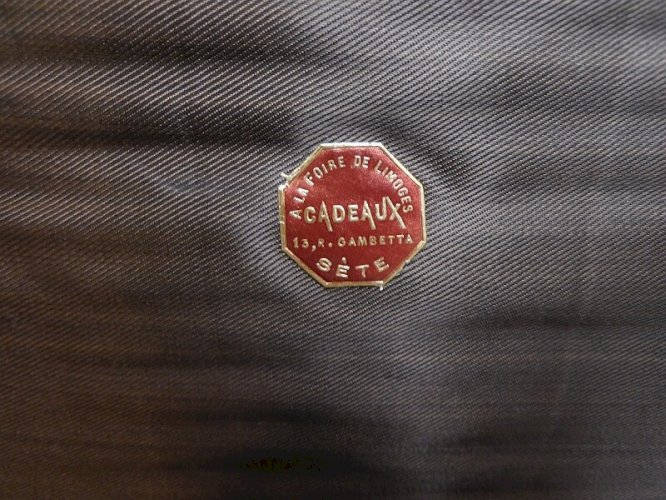 A LA FOIRE DE LIMOGES
CADEAUX
13, R. GAMBETTA
SÈTE